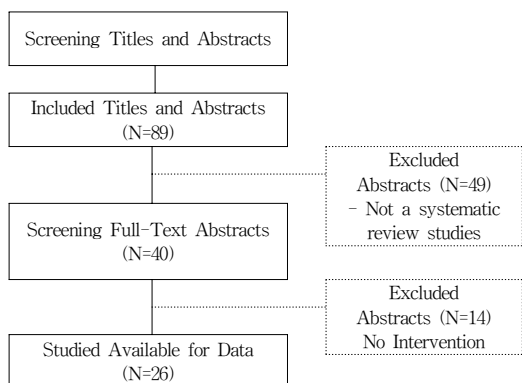 Screening Titles and Abstracts
Included Titles and Abstracts
(N=89)
Excluded
Abstracts (N=49)
- Not a systematic
review studies
Screening Full-Text Abstracts
(N=40)
Excluded
Abstracts (N=14)
No Intervention
Studied Available for Data
(N=26)